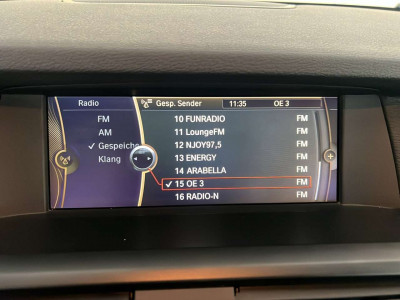 Radio
Gesp. Sender 11:35 OE 3
FM
AM
✓ Gespeiche
Klang
10 FUNRADIO FM
11 LoungeFM FM
12 NJOY97,5 FM
13 ENERGY FM
14 ARABELLA FM
✓ 15 OE 3 FM
16 RADIO-N FM